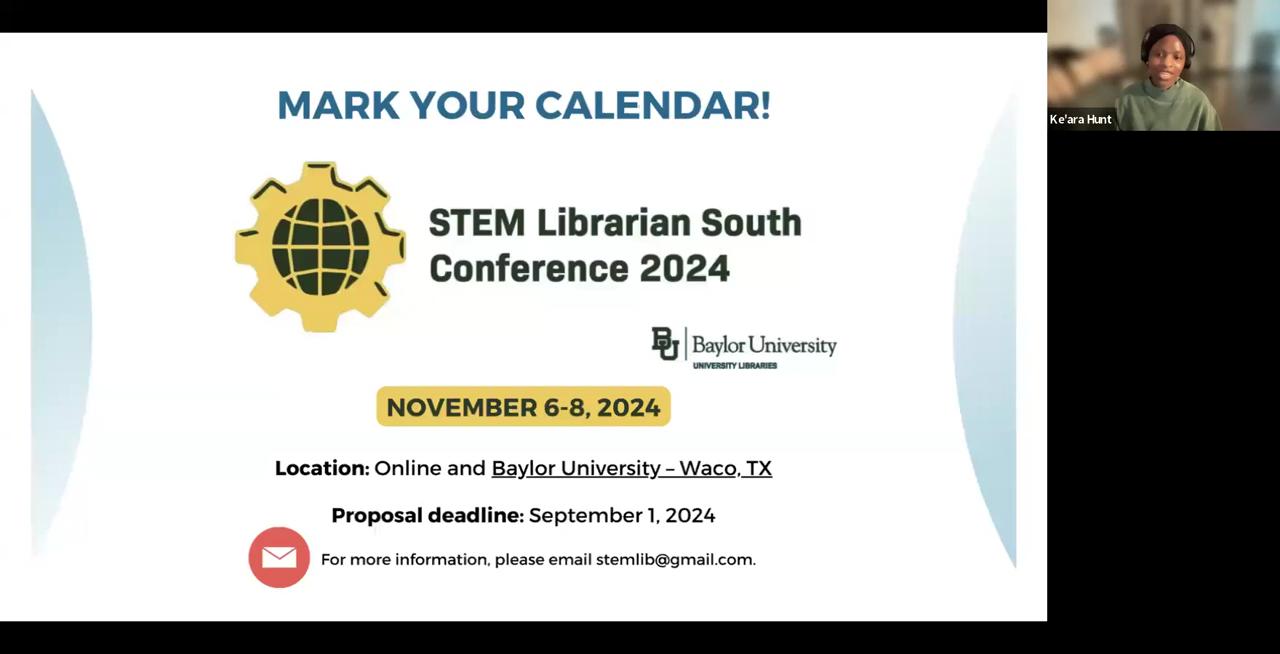 MARK YOUR CALENDAR!
STEM Librarian South
Conference 2024
BU
Baylor University
UNIVERSITY LIBRARIES
NOVEMBER 6-8, 2024
Location: Online and Baylor University – Waco, TX
Proposal deadline: September 1, 2024
For more information, please email stemlib@gmail.com.
Ke'ara Hunt